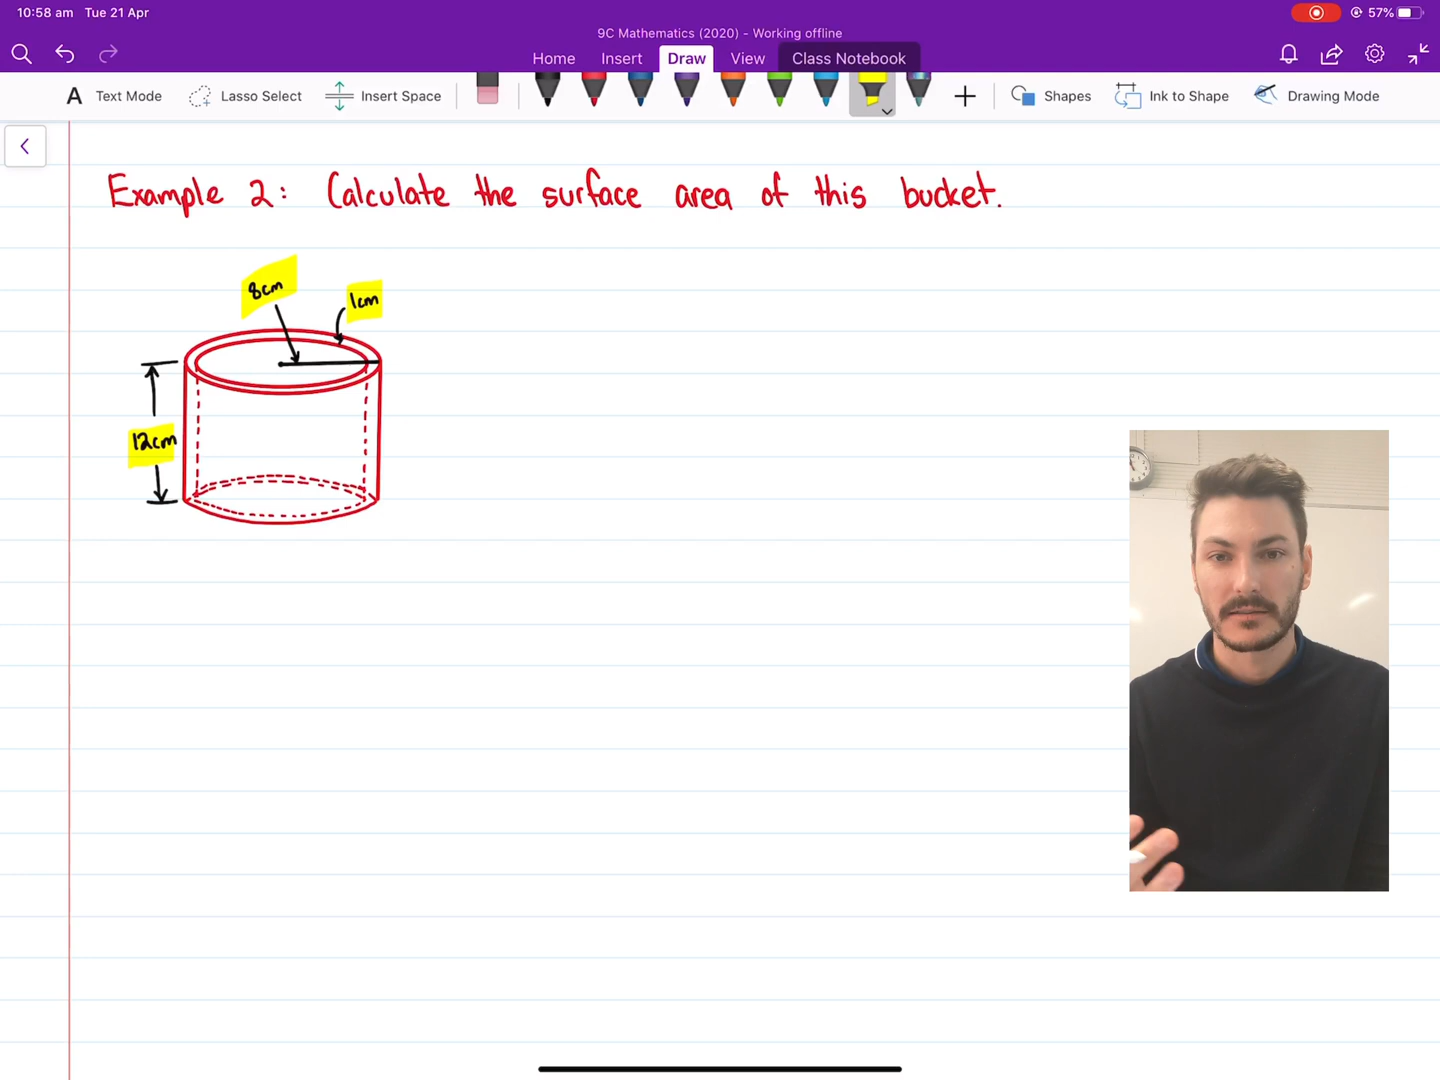 10:58 am Tue 21 Apr
57%
9C Mathematics (2020) - Working offline
Home Insert Draw View Class Notebook
A Text Mode Lasso Select Insert Space Shapes Ink to Shape Drawing Mode
Example 2: Calculate the surface area of this bucket.
8cm
1cm
12cm